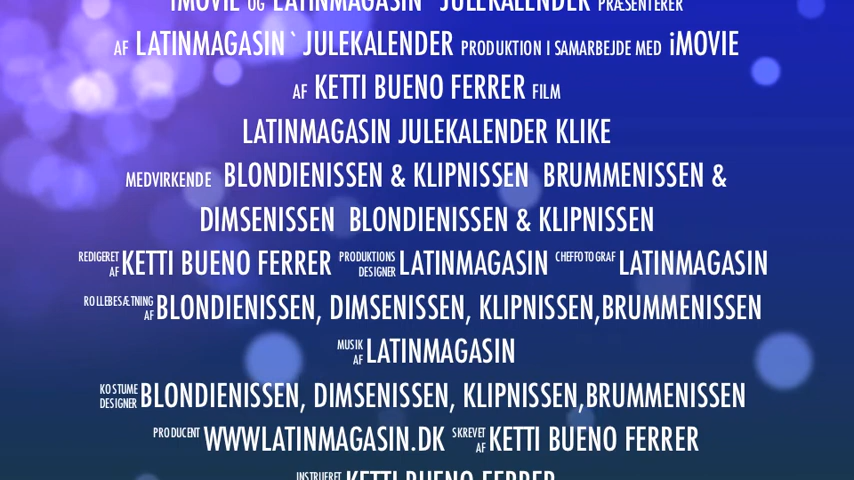 iMOVIE OG LATINMAGASIN` JULEKALENDER PRÆSENTERER
AF LATINMAGASIN` JULEKALENDER PRODUKTION I SAMARBEJDE MED iMOVIE
AF KETTI BUENO FERRER FILM
LATINMAGASIN JULEKALENDER KLIKE
MEDVIRKENDE BLONDIENISSEN & KLIPNISSEN BRUMMENISSEN &
DIMSENISSEN BLONDIENISSEN & KLIPNISSEN
REDIGERET AF KETTI BUENO FERRER PRODUKTIONS DESIGNER LATINMAGASIN CHEFFOTOGRAF LATINMAGASIN
ROLLEBESÆTNING AF BLONDIENISSEN, DIMSENISSEN, KLIPNISSEN,BRUMMENISSEN
MUSIK AF LATINMAGASIN
KOSTUME DESIGNER BLONDIENISSEN, DIMSENISSEN, KLIPNISSEN,BRUMMENISSEN
PRODUCENT WWWLATINMAGASIN.DK SKREVET AF KETTI BUENO FERRER
INSTRUERET KETTI BUENO FERRER